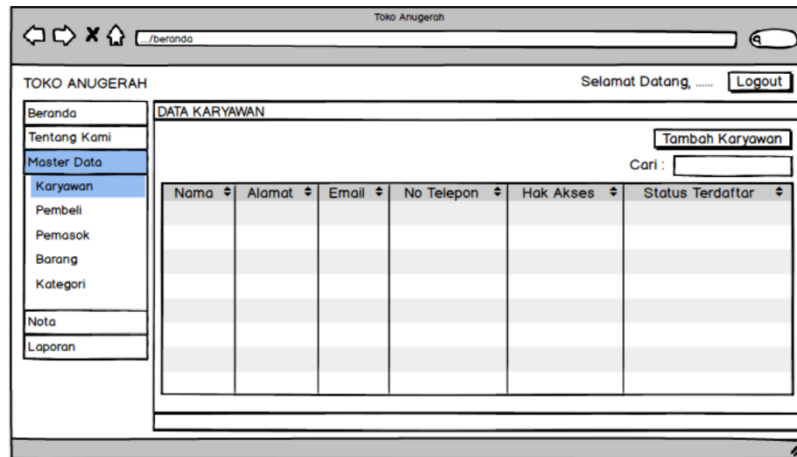 Toko Anugerah
.../beranda
TOKO ANUGERAH
Selamat Datang, ......
Logout
Beranda
Tentang Kami
Master Data
Karyawan
Pembeli
Pemasok
Barang
Kategori
Nota
Laporan
DATA KARYAWAN
Tambah Karyawan
Cari :
Nama Alamat Email No Telepon Hak Akses Status Terdaftar